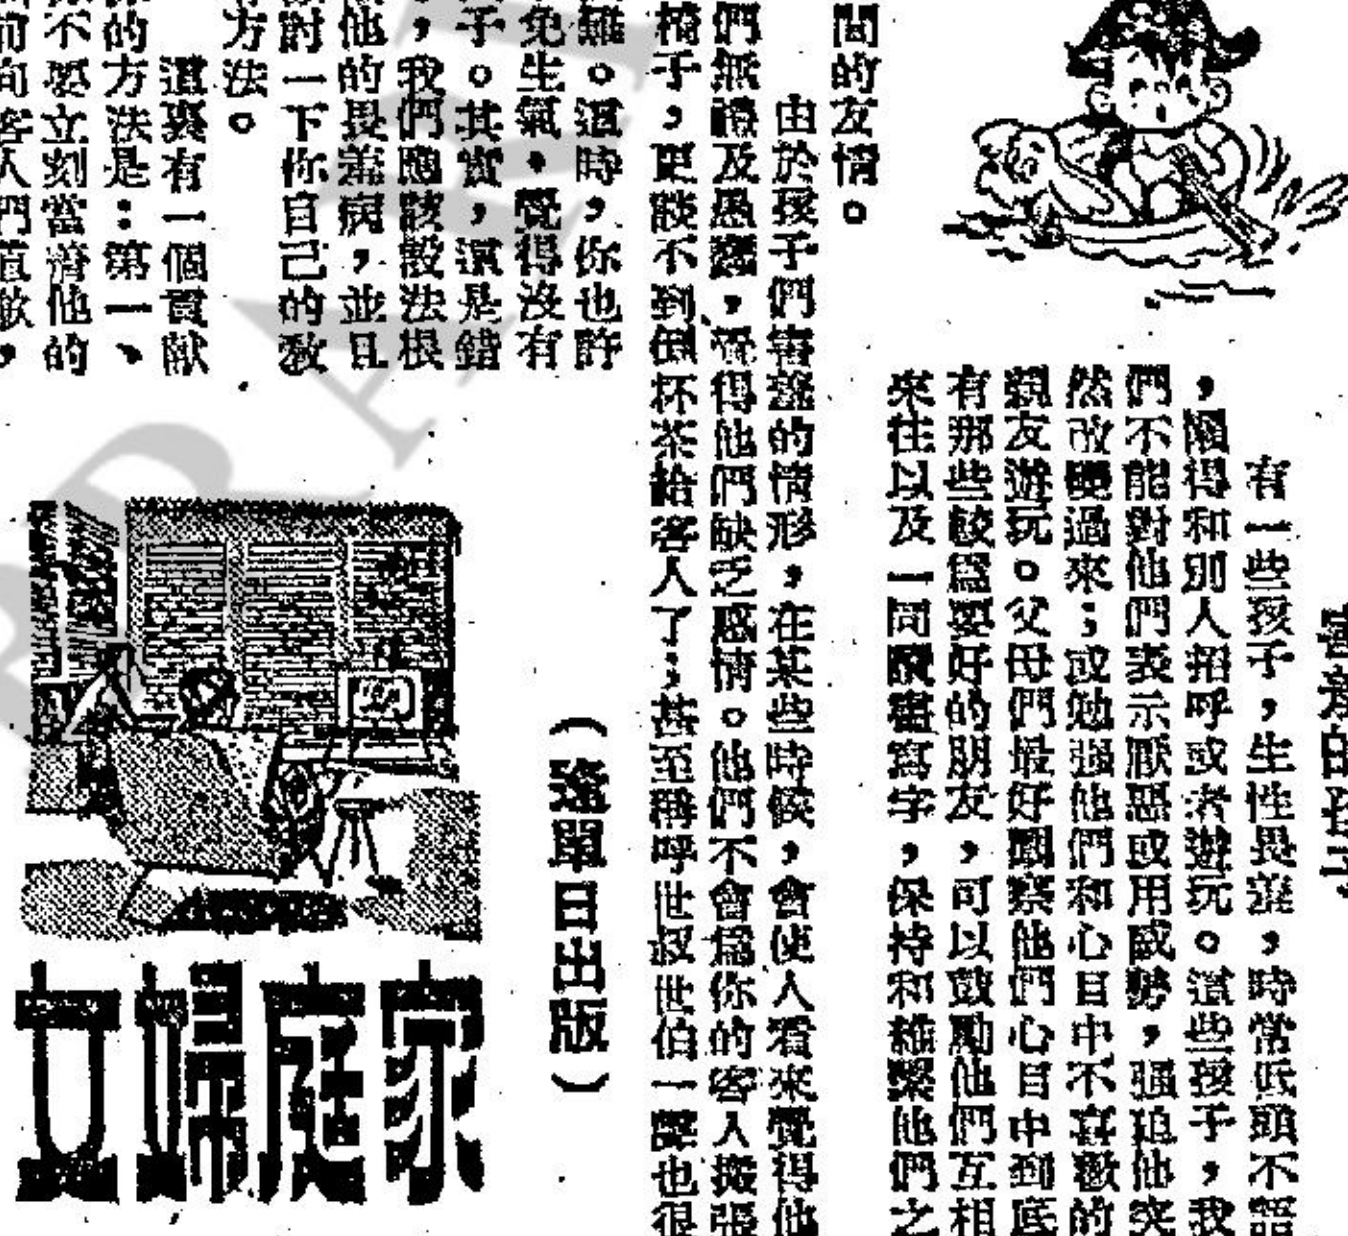 害羞的孩子
有一些孩子，生性畏羞，時常低頭不語
，懶得和別人招呼或者遊玩。這些孩子，我
們不能對他們表示厭惡或用威勢，強迫他突
然改變過來；或勉强他們和心目中不喜歡的
親友遊玩。父母們最好觀察他們心目中到底
有那些較爲要好的朋友，可以鼓勵他們互相
來往以及一同讀書寫字，保持和維繫他們之
間的友情。
由於孩子們害羞的情形，在某些時候，會使人看來覺得他
們無禮及愚蠢，覺得他們缺乏感情。他們不會爲你的客人搬張
椅子，更談不到倒杯茶給客人了；甚至稱呼世叔世伯一聲也很
難。這時，你也許
免生氣，覺得沒有
子。其實，這是錯
，我們應該設法根
他的畏羞病，並且
討一下你自己的教
方法。
這裏有一個貢献
的方法是：第一、
不要立刻當着他的
前向客人們道歉，
（逢單日出版）
家庭婦女